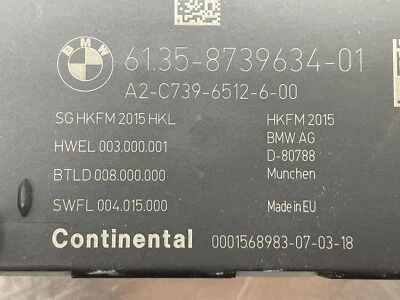 BMW
61.35-8739634-01
A2-C739-6512-6-00
SG HKFM 2015 HKL
HWEL 003.000.001
BTLD 008.000.000
SWFL 004.015.000
HKFM 2015
BMW AG
D-80788
Munchen
Made in EU
Continental 0001568983-07-03-18